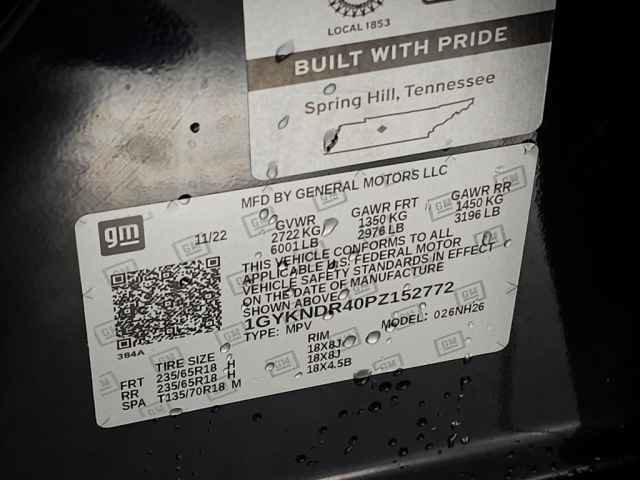 LOCAL 1853
BUILT WITH PRIDE
Spring Hill, Tennessee
MFD BY GENERAL MOTORS LLC
gm
11/22
GVWR GAWR FRT GAWR RR
2722 KG 1350 KG 1450 KG
6001 LB 2976 LB 3196 LB
THIS VEHICLE CONFORMS TO ALL
APPLICABLE U.S. FEDERAL MOTOR
VEHICLE SAFETY STANDARDS IN EFFECT
ON THE DATE OF MANUFACTURE
SHOWN ABOVE
1GYKNDR40PZ152772
TYPE: MPV MODEL: 026NH26
384A
TIRE SIZE RIM
FRT 235/65R18 H 18X8J
RR 235/65R18 H 18X8J
SPA T135/70R18 M 18X4.5B